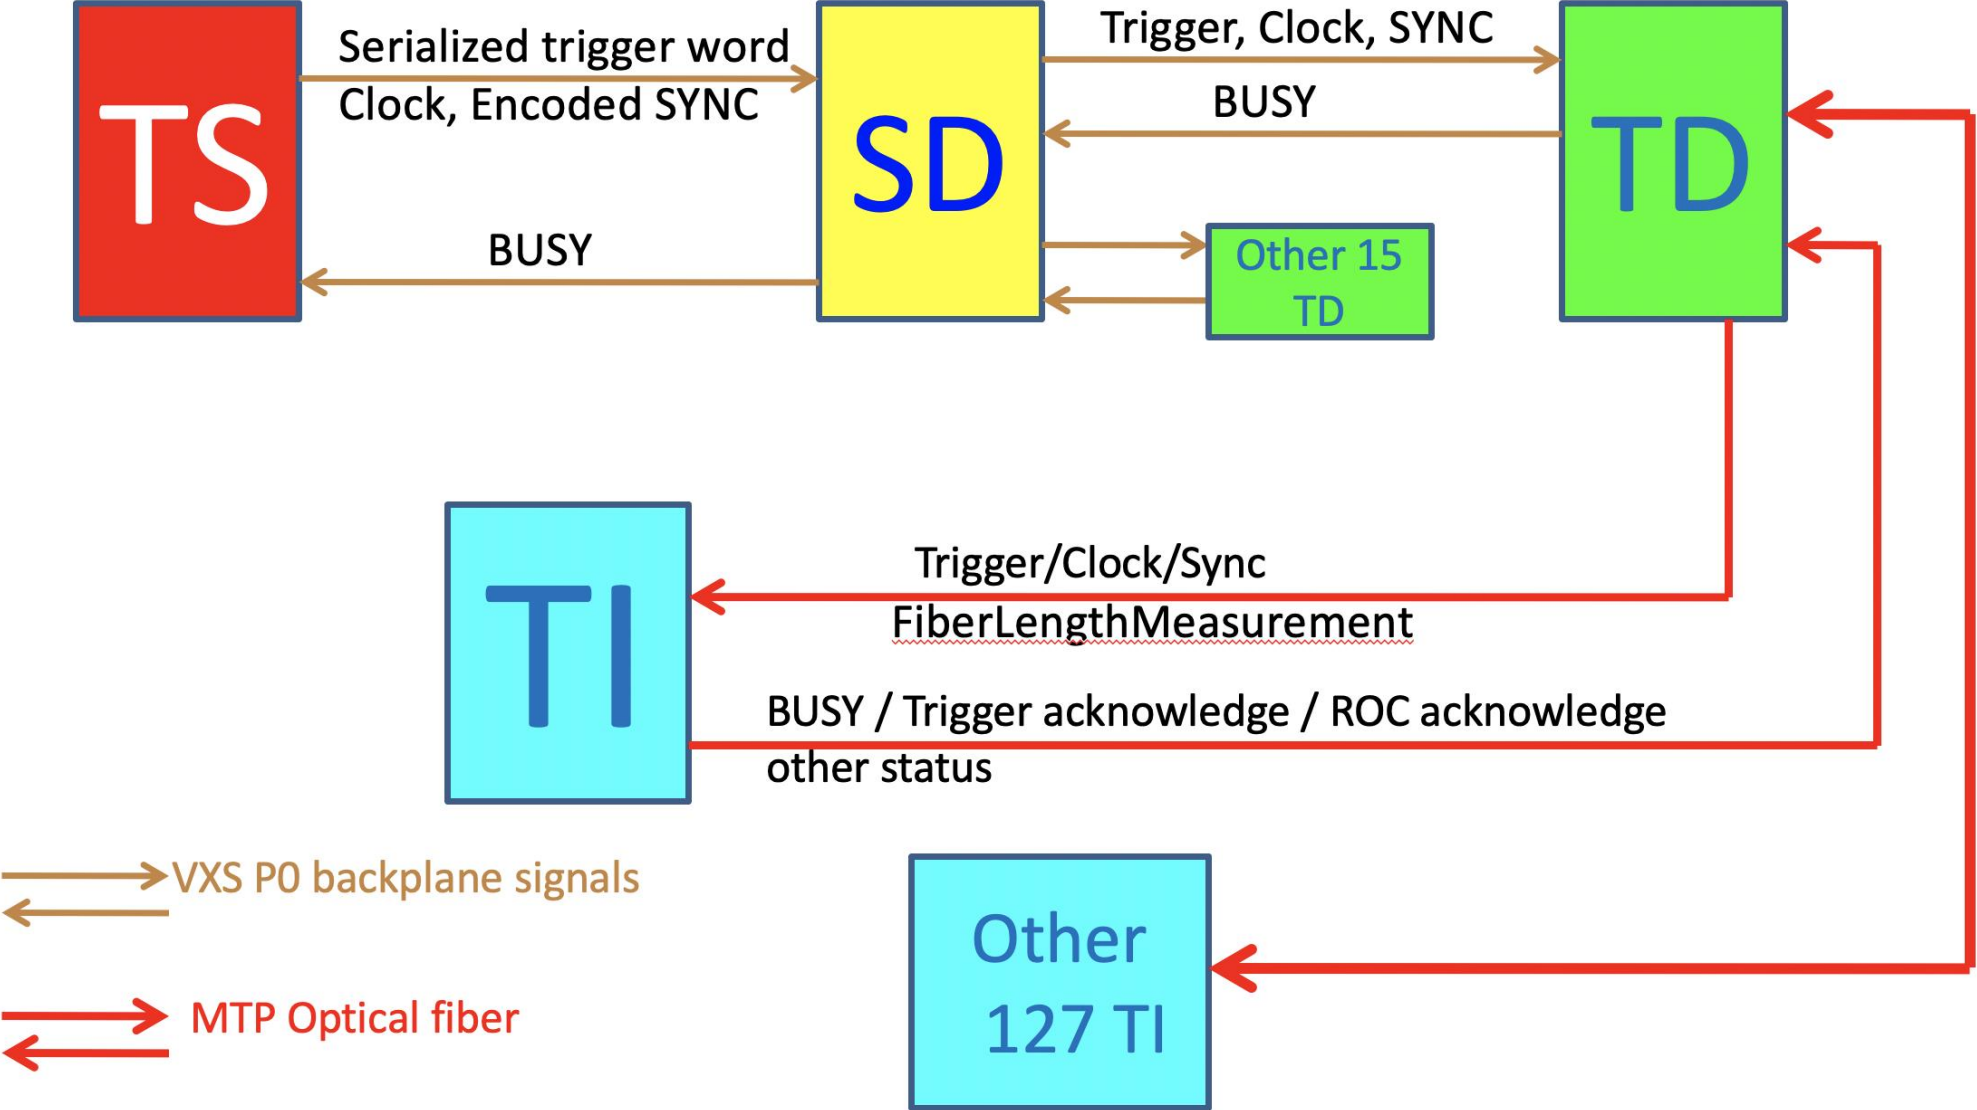 TS
Serialized trigger word
Clock, Encoded SYNC
BUSY
SD
Trigger, Clock, SYNC
BUSY
Other 15
TD
TD
TI
Trigger/Clock/Sync
FiberLengthMeasurement
BUSY / Trigger acknowledge / ROC acknowledge
other status
VXS P0 backplane signals
MTP Optical fiber
Other
127 TI